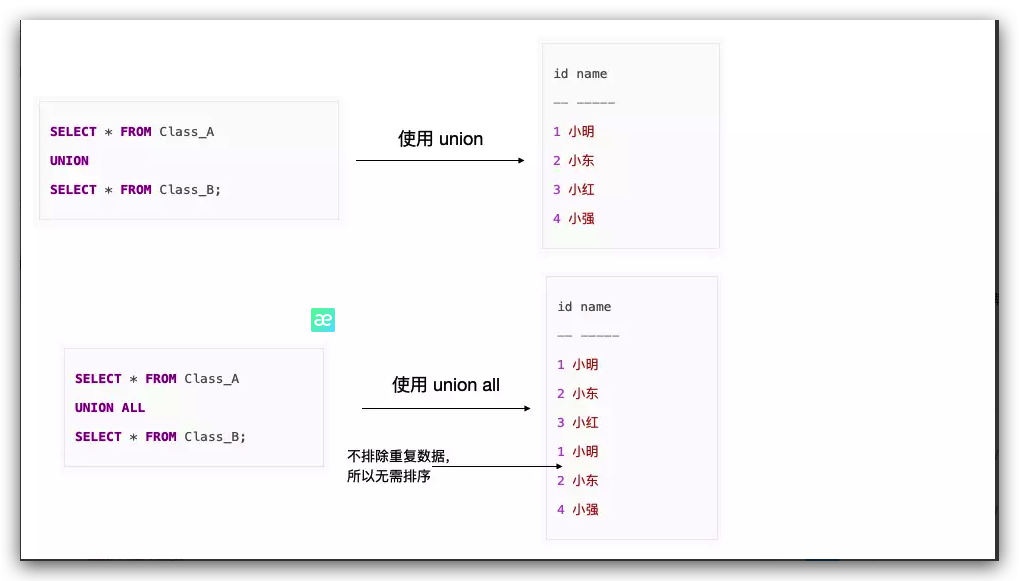 SELECT * FROM Class_A
UNION
SELECT * FROM Class_B;
使用 union
id name
—— —————
1 小明
2 小东
3 小红
4 小强
æ
SELECT * FROM Class_A
UNION ALL
SELECT * FROM Class_B;
使用 union all
不排除重复数据,
所以无需排序
id name
—— —————
1 小明
2 小东
3 小红
1 小明
2 小东
4 小强